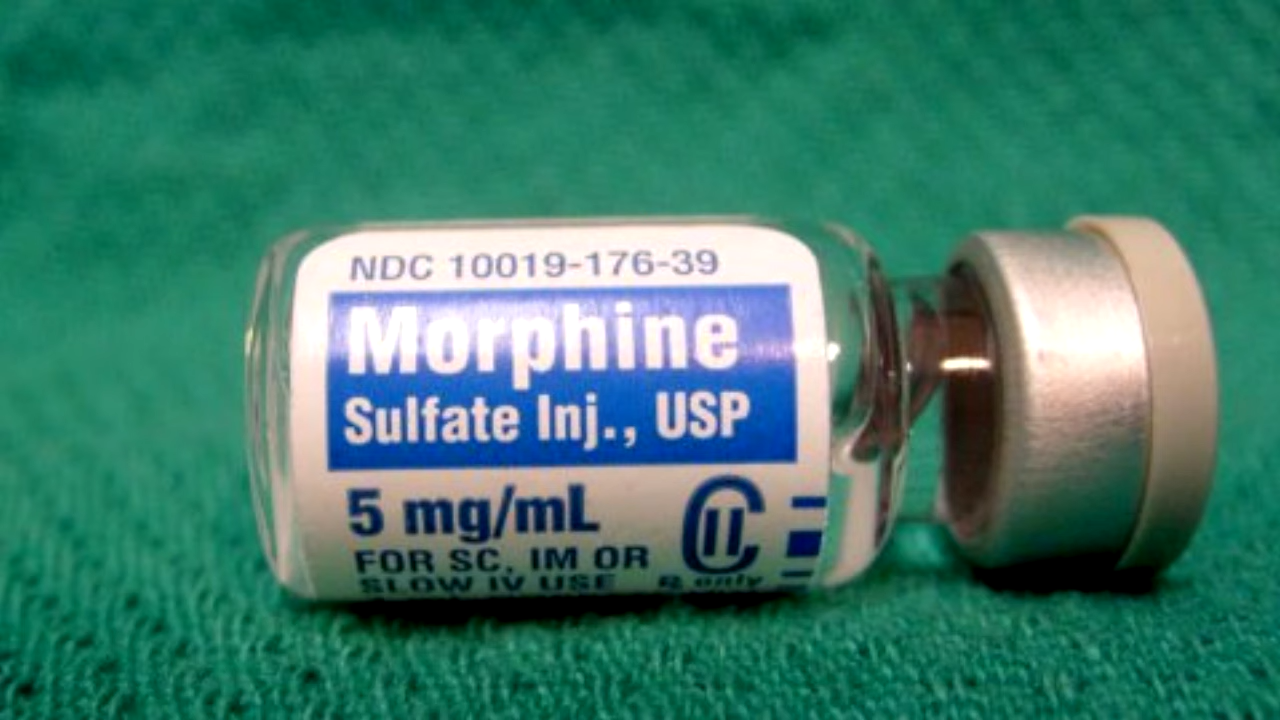 NDC 10019-176-39
Morphine
Sulfate Inj., USP
5 mg/mL CII
FOR SC, IM OR
SLOW IV USE ℞ only